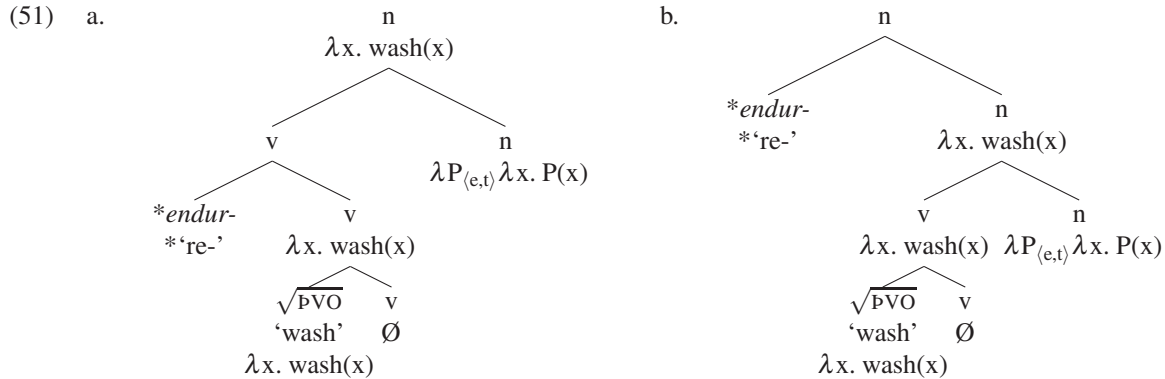 (51) a. n b. n
λx. wash(x)
*endur- n
*‘re-’ λx. wash(x)
v n
λP⟨e,t⟩λx. P(x)
*endur- v v n
*‘re-’ λx. wash(x) λx. wash(x) λP⟨e,t⟩λx. P(x)
√ÞVO v √ÞVO v
‘wash’ Ø ‘wash’ Ø
λx. wash(x) λx. wash(x)